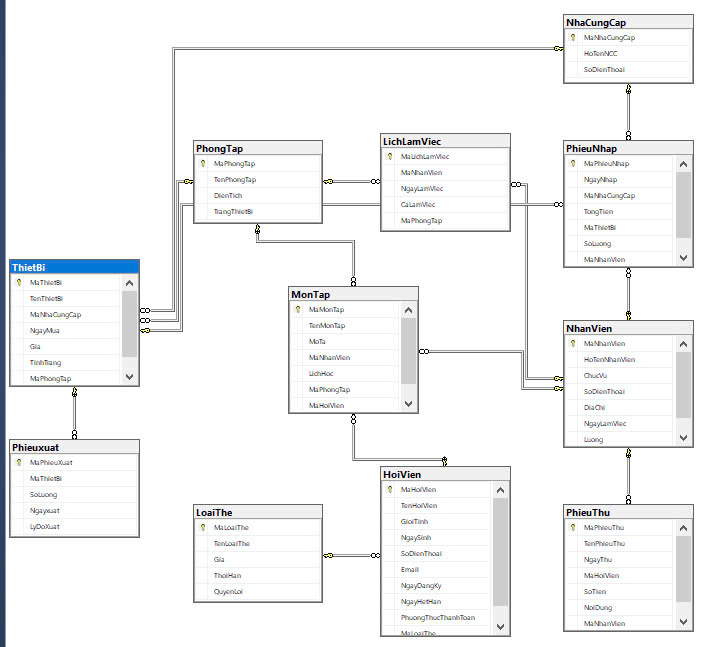 NhaCungCap
MaNhaCungCap
HoTenNCC
SoDienThoai
PhongTap
MaPhongTap
TenPhongTap
DienTich
TrangThietBi
LichLamViec
MaLichLamViec
MaNhanVien
NgayLamViec
CaLamViec
MaPhongTap
PhieuNhap
MaPhieuNhap
NgayNhap
MaNhaCungCap
TongTien
MaThietBi
SoLuong
MaNhanVien
ThietBi
MaThietBi
TenThietBi
MaNhaCungCap
NgayMua
Gia
TinhTrang
MaPhongTap
MonTap
MaMonTap
TenMonTap
MoTa
MaNhanVien
LichHoc
MaPhongTap
MaHoiVien
NhanVien
MaNhanVien
HoTenNhanVien
ChucVu
SoDienThoai
DiaChi
NgayLamViec
Luong
Phieuxuat
MaPhieuXuat
MaThietBi
SoLuong
Ngayxuat
LyDoXuat
LoaiThe
MaLoaiThe
TenLoaiThe
Gia
ThoiHan
QuyenLoi
HoiVien
MaHoiVien
TenHoiVien
GioiTinh
NgaySinh
SoDienThoai
Email
NgayDangKy
NgayHetHan
PhuongThucThanhToan
MaLoaiThe
PhieuThu
MaPhieuThu
TenPhieuThu
NgayThu
MaHoiVien
SoTien
NoiDung
MaNhanVien